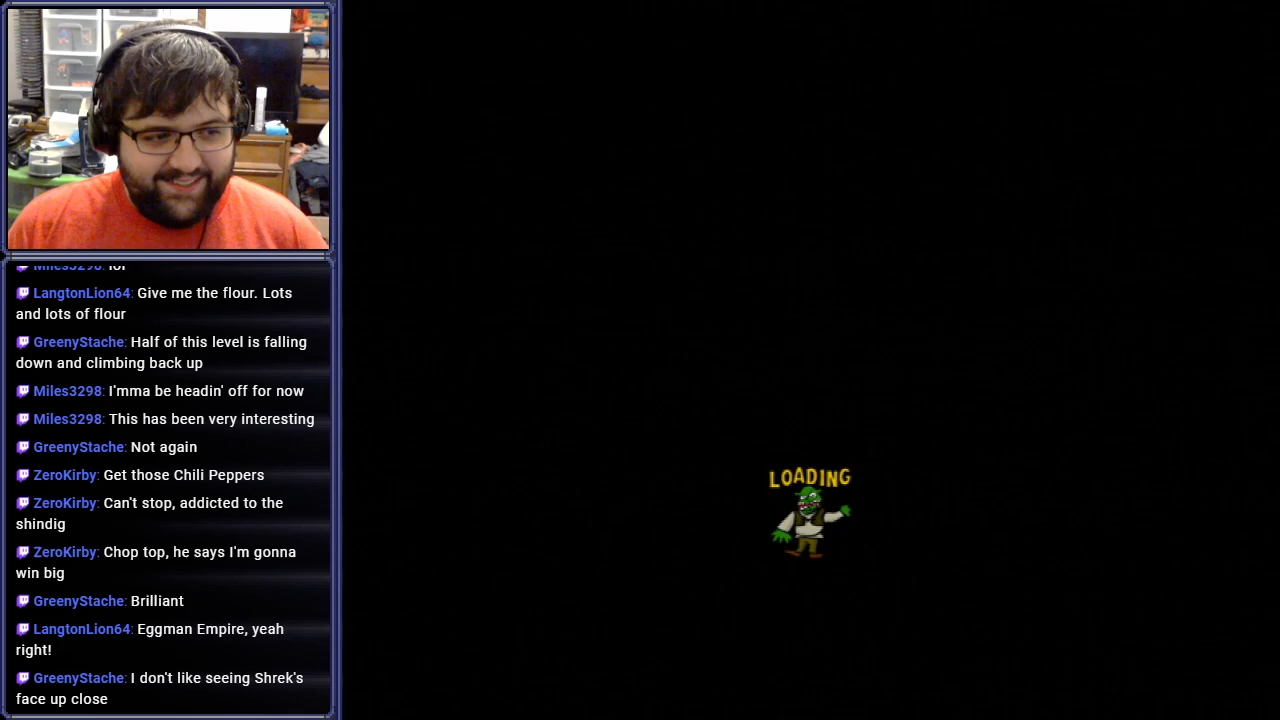 Miles3298: lol
LangtonLion64: Give me the flour. Lots
and lots of flour
GreenyStache: Half of this level is falling
down and climbing back up
Miles3298: I'mma be headin' off for now
Miles3298: This has been very interesting
GreenyStache: Not again
ZeroKirby: Get those Chili Peppers
ZeroKirby: Can't stop, addicted to the
shindig
ZeroKirby: Chop top, he says I'm gonna
win big
GreenyStache: Brilliant
LangtonLion64: Eggman Empire, yeah
right!
GreenyStache: I don't like seeing Shrek's
face up close
LOADING